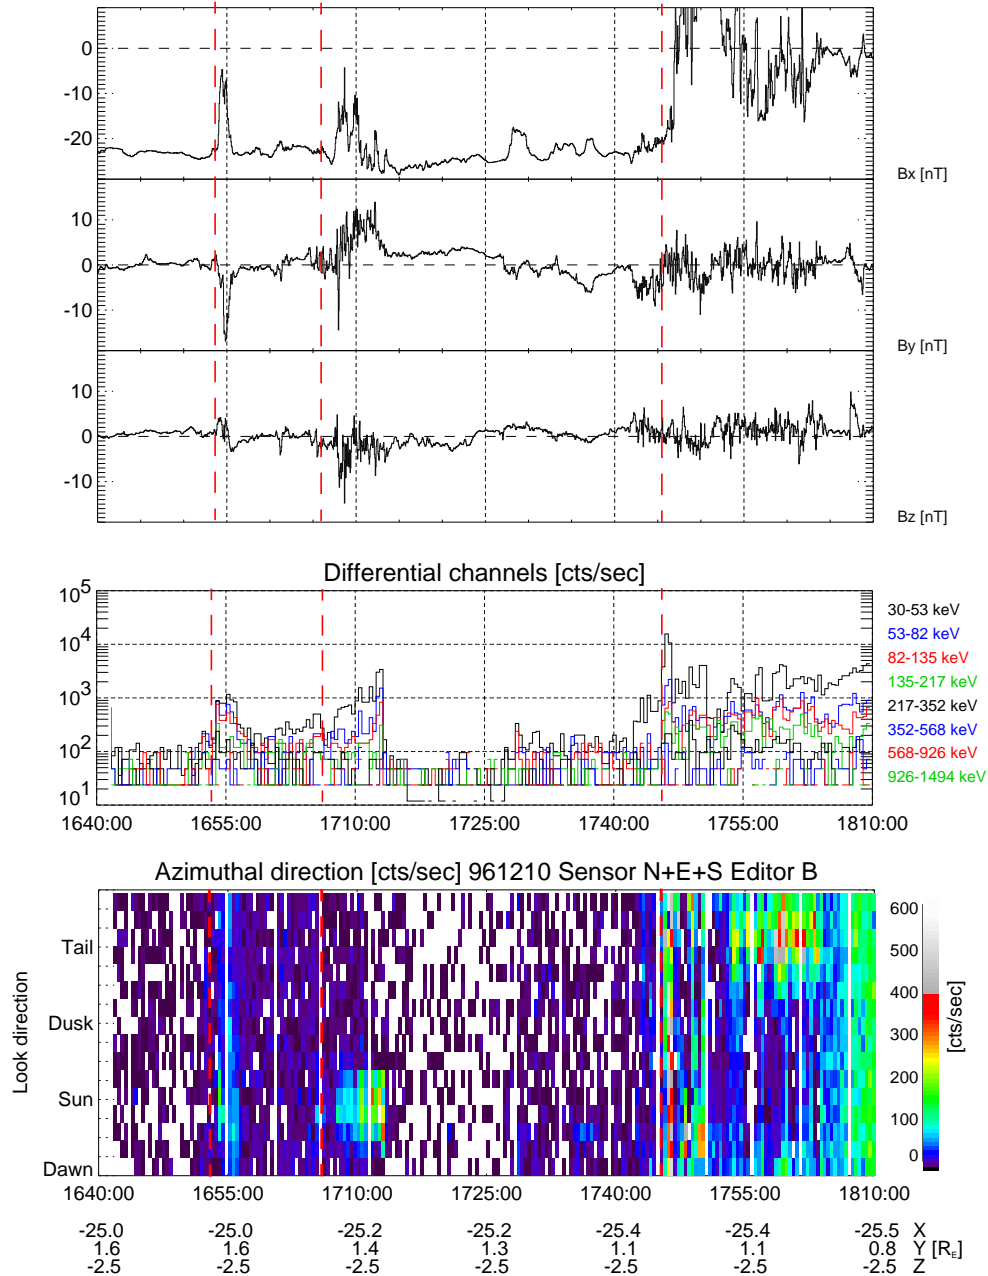 0
-10
-20
Bx [nT]
10
0
-10
By [nT]
10
0
-10
Bz [nT]
Differential channels [cts/sec]
10^5
10^4
10^3
10^2
10^1
30-53 keV
53-82 keV
82-135 keV
135-217 keV
217-352 keV
352-568 keV
568-926 keV
926-1494 keV
1640:00 1655:00 1710:00 1725:00 1740:00 1755:00 1810:00
Azimuthal direction [cts/sec] 961210 Sensor N+E+S Editor B
Look direction
Tail
Dusk
Sun
Dawn
600
500
400
300
200
100
0
[cts/sec]
1640:00 1655:00 1710:00 1725:00 1740:00 1755:00 1810:00
-25.0 -25.0 -25.2 -25.2 -25.4 -25.4 -25.5 X
1.6 1.6 1.4 1.3 1.1 1.1 0.8 Y [RE]
-2.5 -2.5 -2.5 -2.5 -2.5 -2.5 -2.5 Z